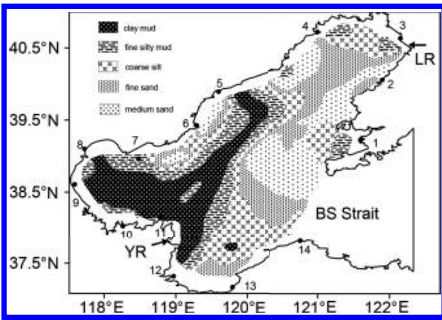 clay mud
fine silty mud
coarse silt
fine sand
medium sand
40.5°N
39.5°N
38.5°N
37.5°N
4
3
LR
2
5
6
7
8
1
9
BS Strait
10
11
YR
12
13
14
118°E
119°E
120°E
121°E
122°E